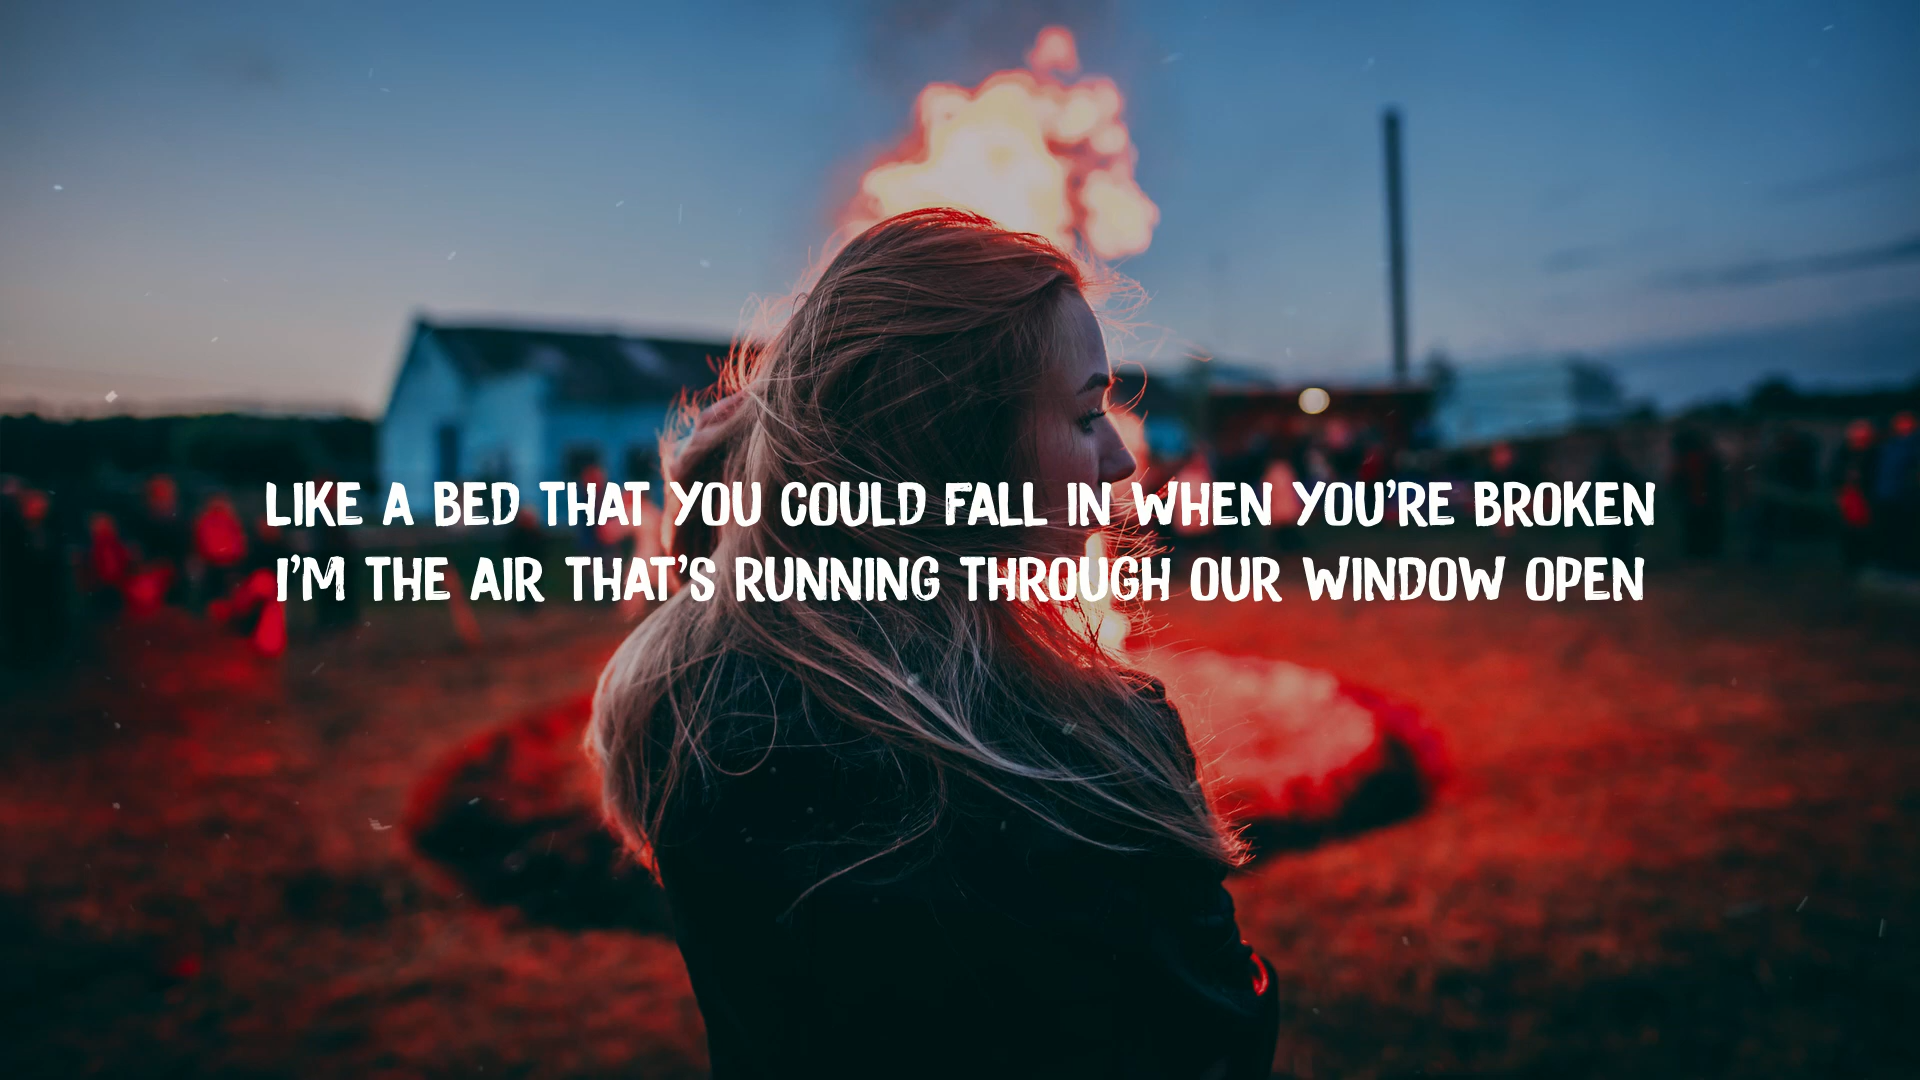 LIKE A BED THAT YOU COULD FALL IN WHEN YOU'RE BROKEN
I'M THE AIR THAT'S RUNNING THROUGH OUR WINDOW OPEN